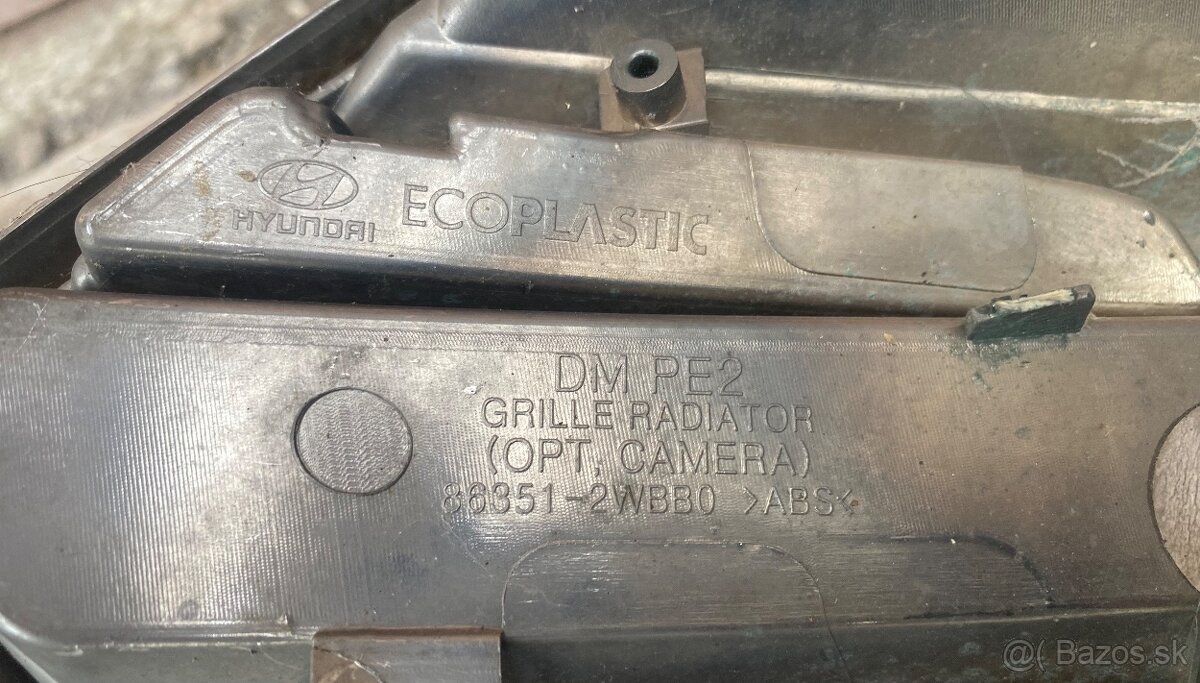 HYUNDAI
ECOPLASTIC
DM PE2
GRILLE RADIATOR
(OPT, CAMERA)
86351-2WBB0 >ABS<
@( Bazos.sk